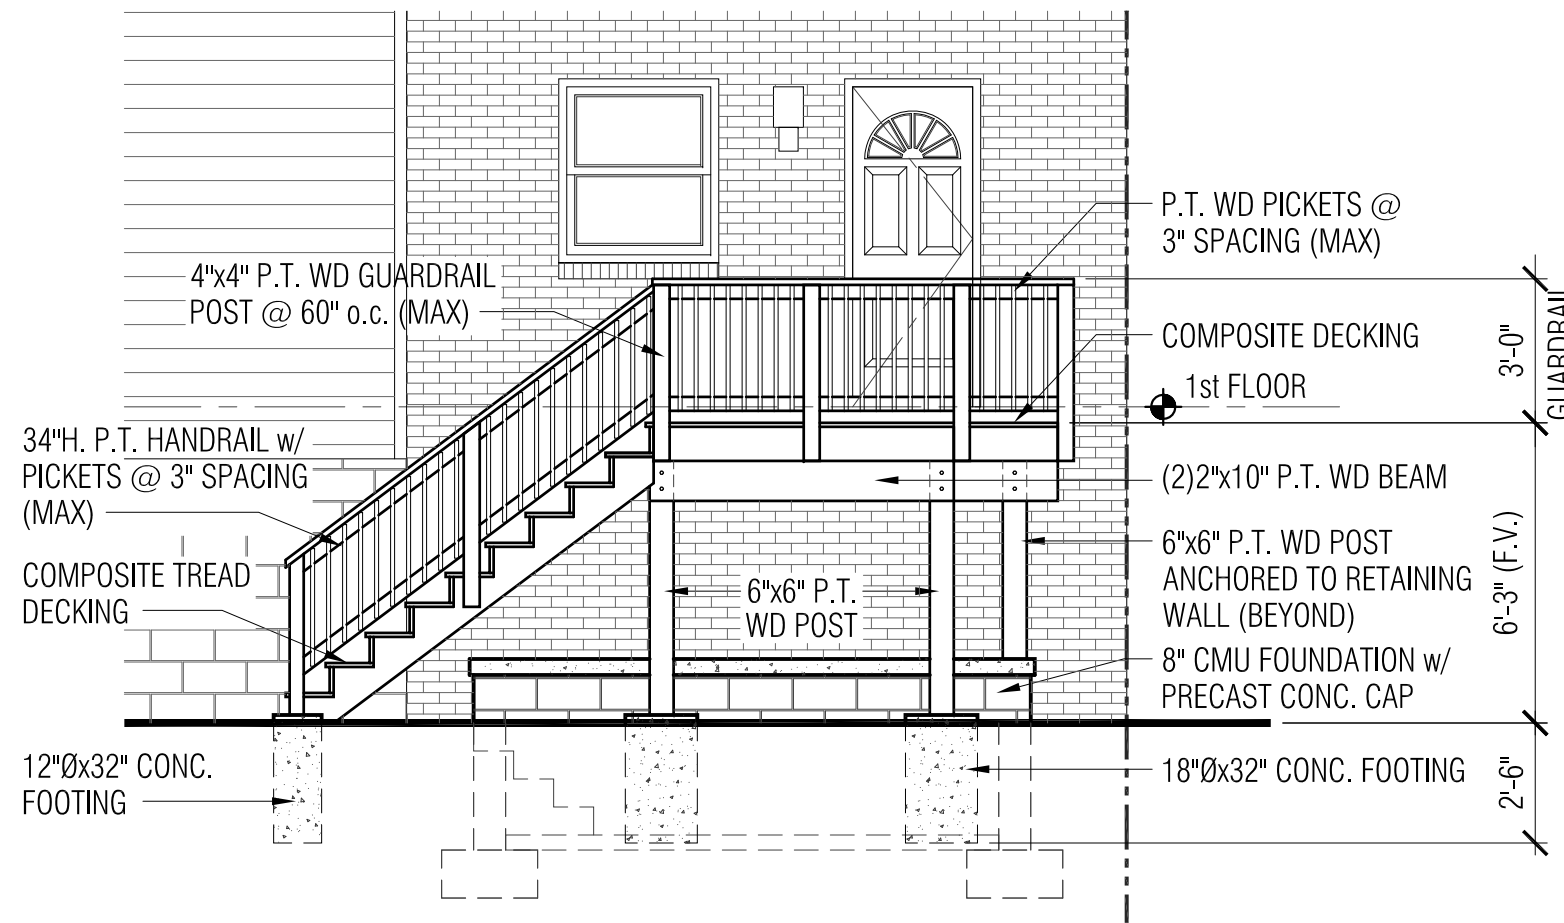 P.T. WD PICKETS @
3" SPACING (MAX)
4"x4" P.T. WD GUARDRAIL
POST @ 60" o.c. (MAX)
COMPOSITE DECKING
1st FLOOR
3'-0"
GUARDRAIL
34"H. P.T. HANDRAIL w/
PICKETS @ 3" SPACING
(MAX)
(2)2"x10" P.T. WD BEAM
6"x6" P.T. WD POST
ANCHORED TO RETAINING
WALL (BEYOND)
6'-3" (F.V.)
COMPOSITE TREAD
DECKING
6"x6" P.T.
WD POST
8" CMU FOUNDATION w/
PRECAST CONC. CAP
12"Øx32" CONC.
FOOTING
18"Øx32" CONC. FOOTING
2'-6"